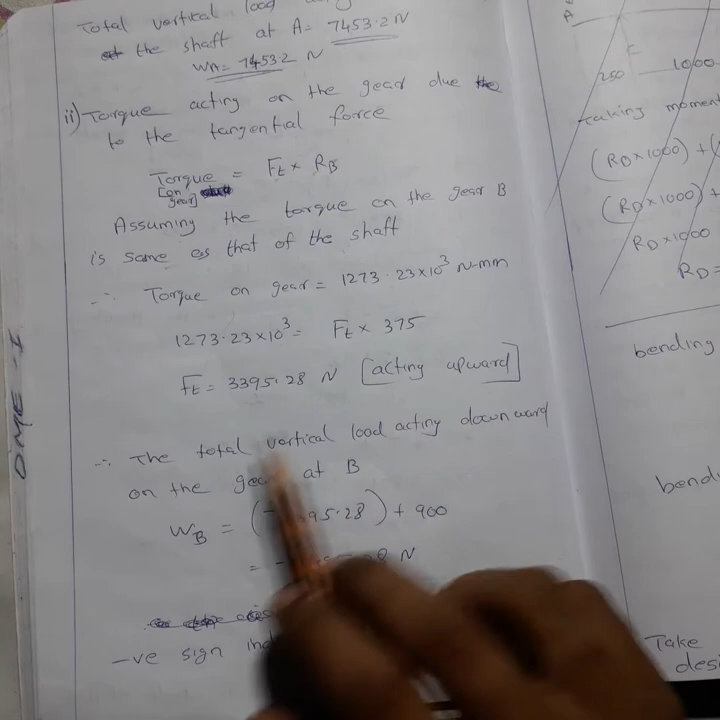 Total vertical load
the shaft at A = 7453.2 N
WA = 7453.2 N
ii) Torque acting on the gear due
to the tangential force
Torque = Ft × RB
[on gear]
Assuming the torque on the gear B
is same as that of the shaft
∴ Torque on gear = 1273.23×10³ N-mm
1273.23×10³ = Ft × 375
Ft = 3395.28 N [acting upward]
∴ The total vertical load acting downward
on the gear at B
WB = ( 95.28) + 900
= - N
-ve sign
DME - I
A
C
250 1000
Taking moment
(RD×1000) + (
(RD×1000) +
RD×1000
RD =
bending
bendi
Take
desi